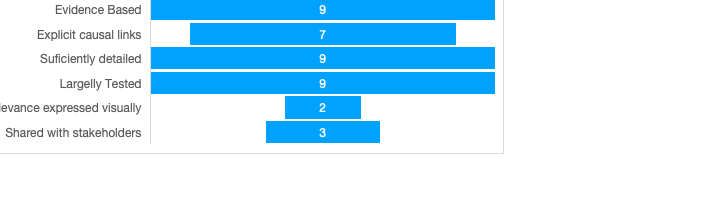 Evidence Based 9
Explicit causal links 7
Suficiently detailed 9
Largelly Tested 9
expressed visually 2
Shared with stakeholders 3